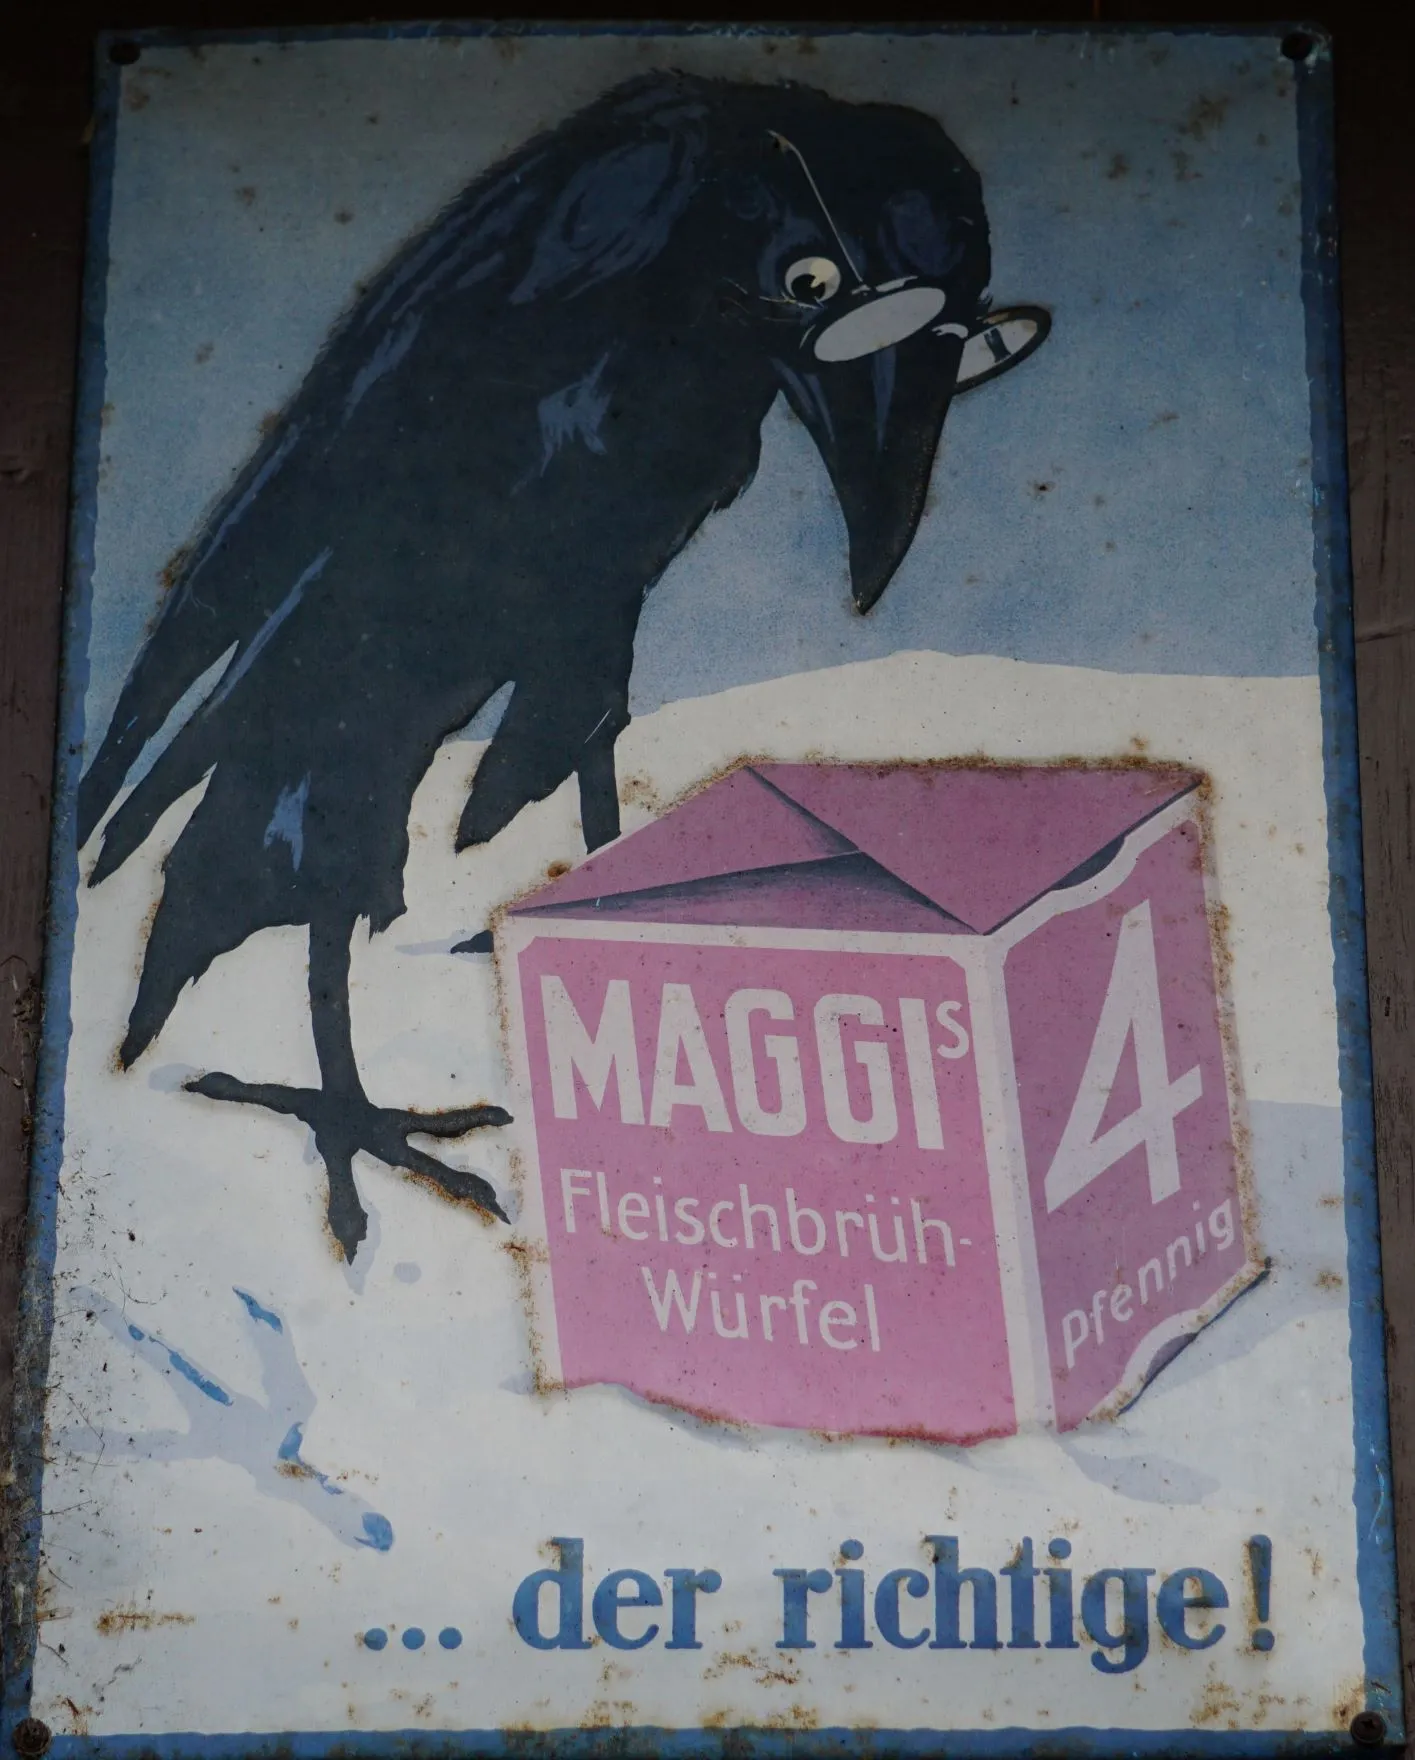 MAGGIS
Fleischbrüh-
Würfel
4
Pfennig
... der richtige!